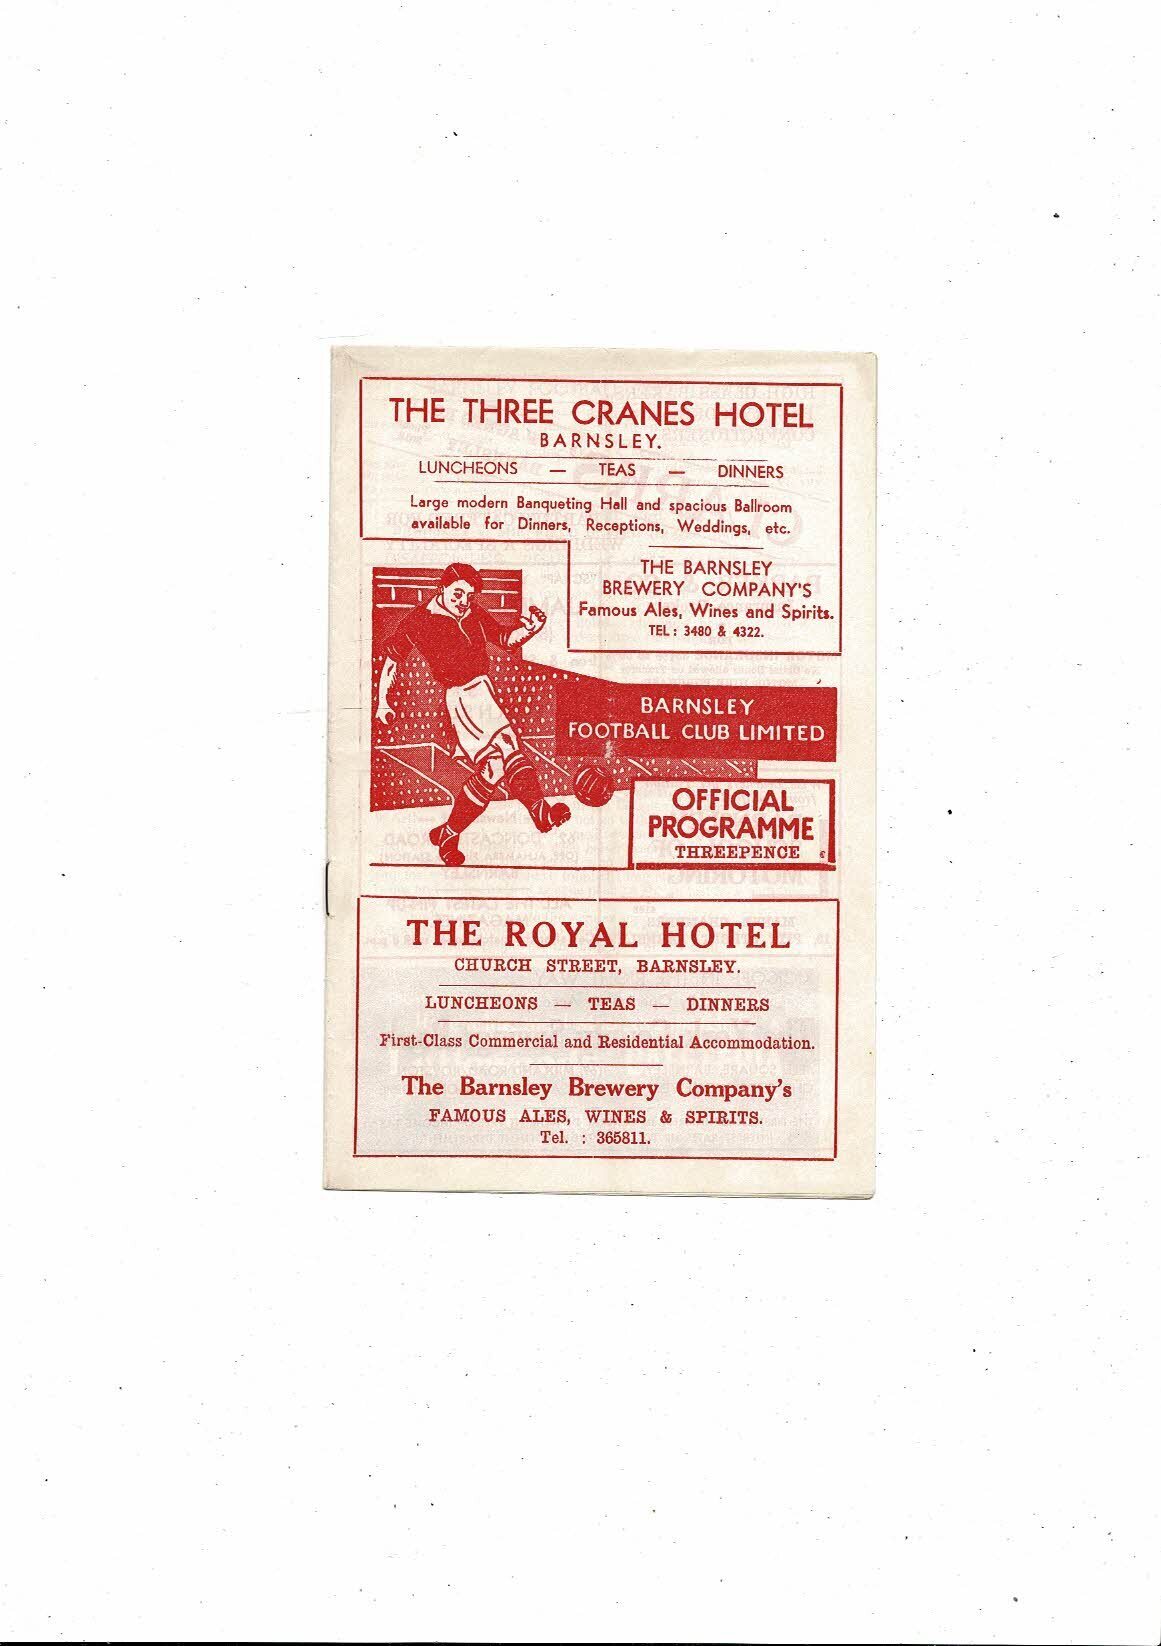 THE THREE CRANES HOTEL
BARNSLEY.
LUNCHEONS — TEAS — DINNERS
Large modern Banqueting Hall and spacious Ballroom
available for Dinners, Receptions, Weddings, etc.
THE BARNSLEY
BREWERY COMPANY'S
Famous Ales, Wines and Spirits.
TEL: 3480 & 4322.
BARNSLEY
FOOTBALL CLUB LIMITED
OFFICIAL
PROGRAMME
THREEPENCE
THE ROYAL HOTEL
CHURCH STREET, BARNSLEY.
LUNCHEONS — TEAS — DINNERS
First-Class Commercial and Residential Accommodation.
The Barnsley Brewery Company's
FAMOUS ALES, WINES & SPIRITS.
Tel. : 365811.